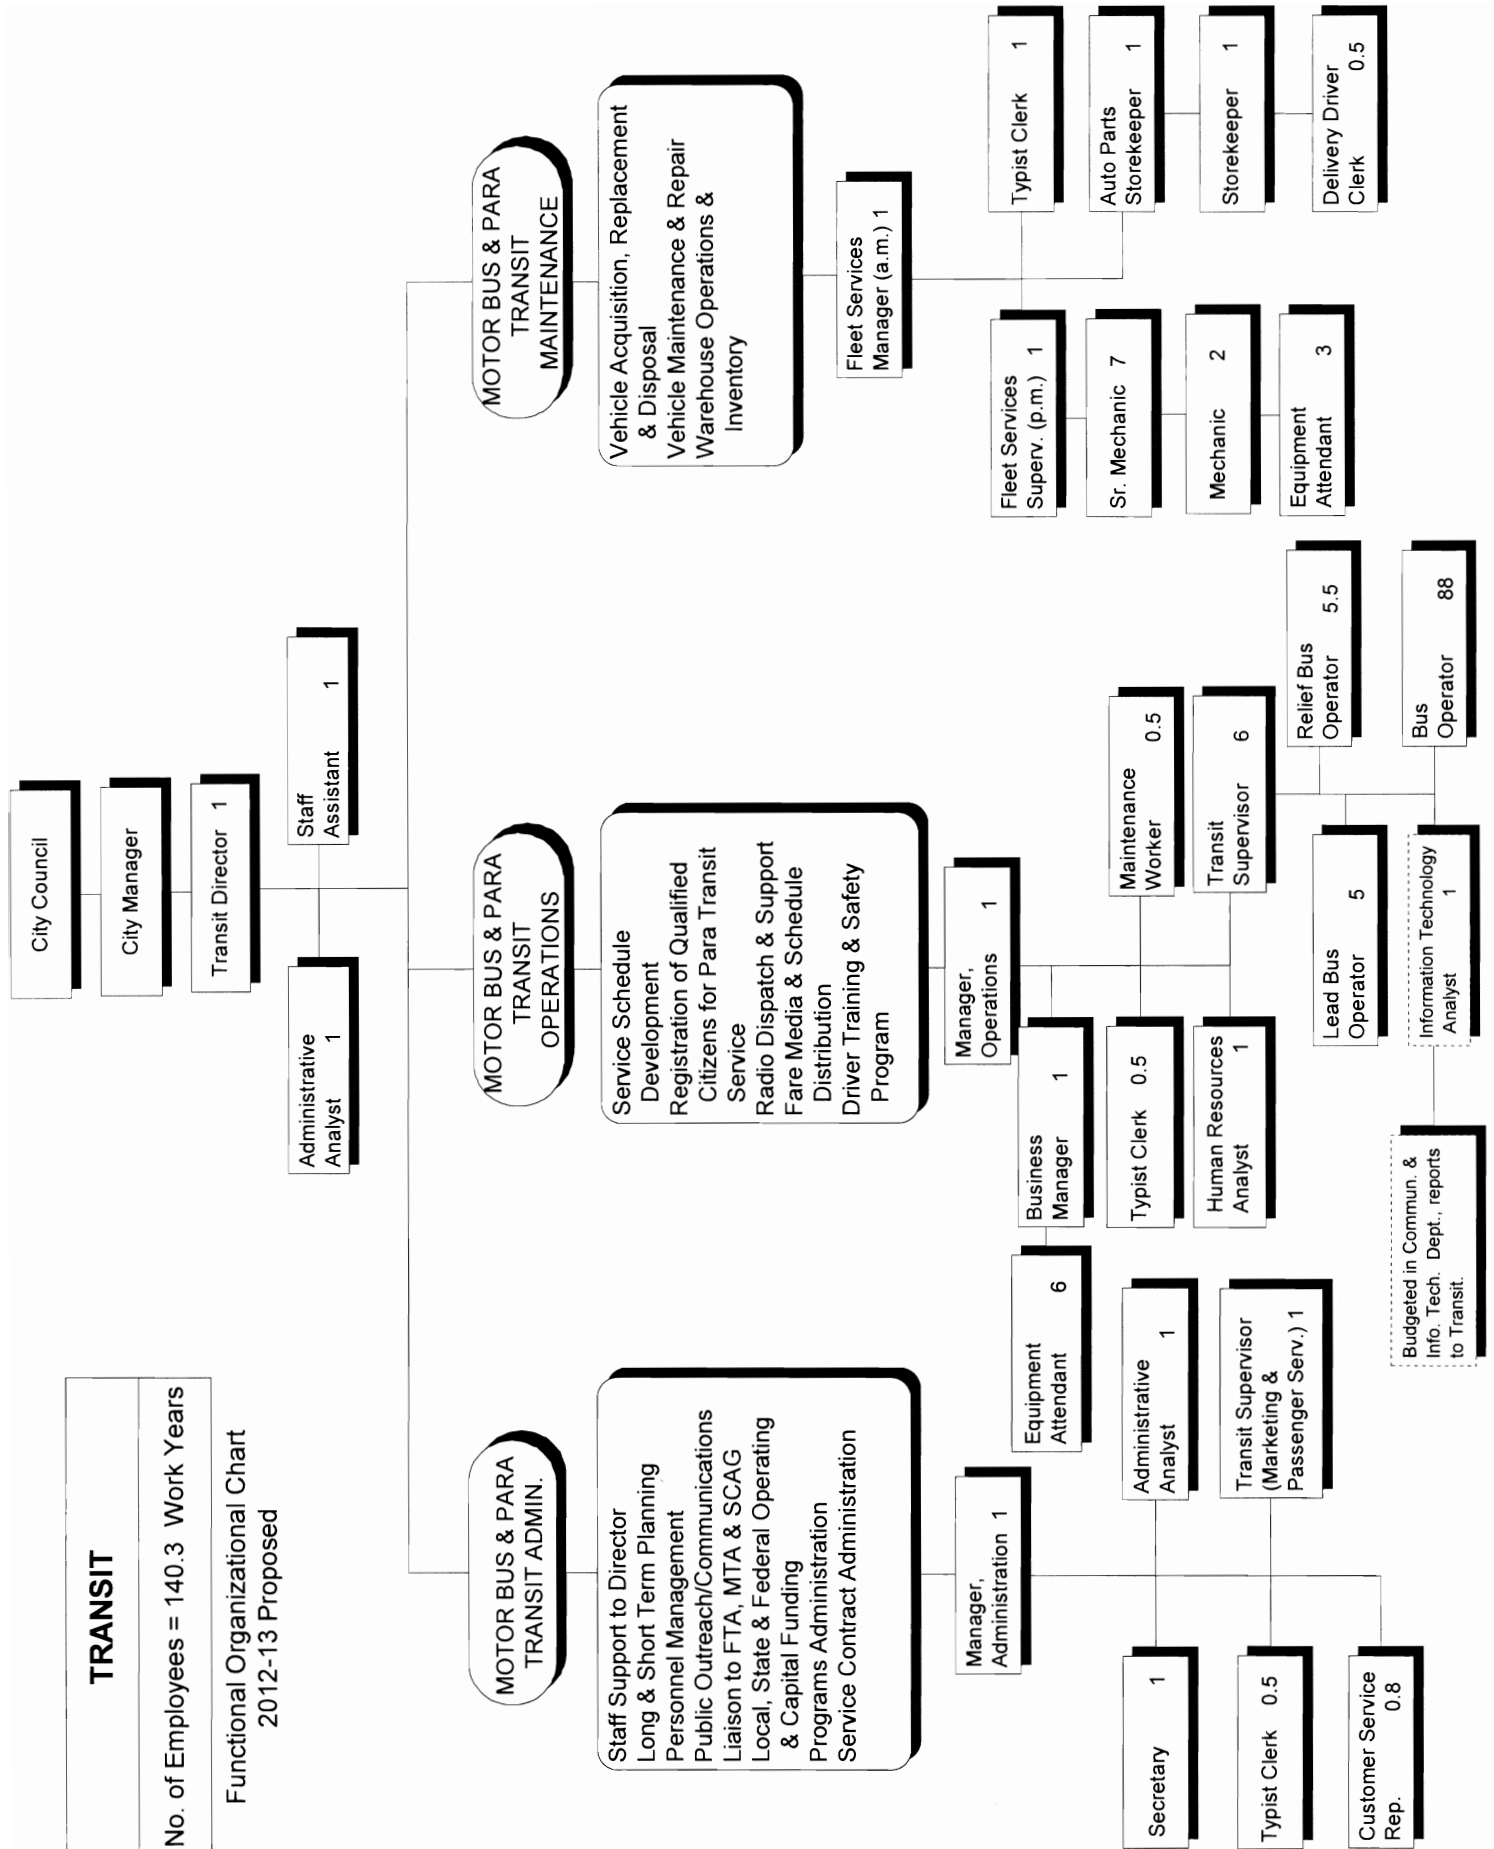 TRANSIT
No. of Employees = 140.3 Work Years
Functional Organizational Chart
2012-13 Proposed
City Council
City Manager
Transit Director 1
Administrative
Analyst 1
Staff
Assistant 1
MOTOR BUS & PARA
TRANSIT ADMIN.
Staff Support to Director
Long & Short Term Planning
Personnel Management
Public Outreach/Communications
Liaison to FTA, MTA & SCAG
Local, State & Federal Operating
& Capital Funding
Programs Administration
Service Contract Administration
Manager,
Administration 1
Secretary 1
Administrative
Analyst 1
Typist Clerk 0.5
Transit Supervisor
(Marketing &
Passenger Serv.) 1
Customer Service
Rep. 0.8
MOTOR BUS & PARA
TRANSIT
OPERATIONS
Service Schedule
Development
Registration of Qualified
Citizens for Para Transit
Service
Radio Dispatch & Support
Fare Media & Schedule
Distribution
Driver Training & Safety
Program
Manager,
Operations 1
Equipment
Attendant 6
Business
Manager 1
Typist Clerk 0.5
Maintenance
Worker 0.5
Human Resources
Analyst 1
Transit
Supervisor 6
Lead Bus
Operator 5
Relief Bus
Operator 5.5
Budgeted in Commun. &
Info. Tech. Dept., reports
to Transit.
Information Technology
Analyst 1
Bus
Operator 88
MOTOR BUS & PARA
TRANSIT
MAINTENANCE
Vehicle Acquisition, Replacement
& Disposal
Vehicle Maintenance & Repair
Warehouse Operations &
Inventory
Fleet Services
Manager (a.m.) 1
Fleet Services
Superv. (p.m.) 1
Sr. Mechanic 7
Mechanic 2
Equipment
Attendant 3
Typist Clerk 1
Auto Parts
Storekeeper 1
Storekeeper 1
Delivery Driver
Clerk 0.5